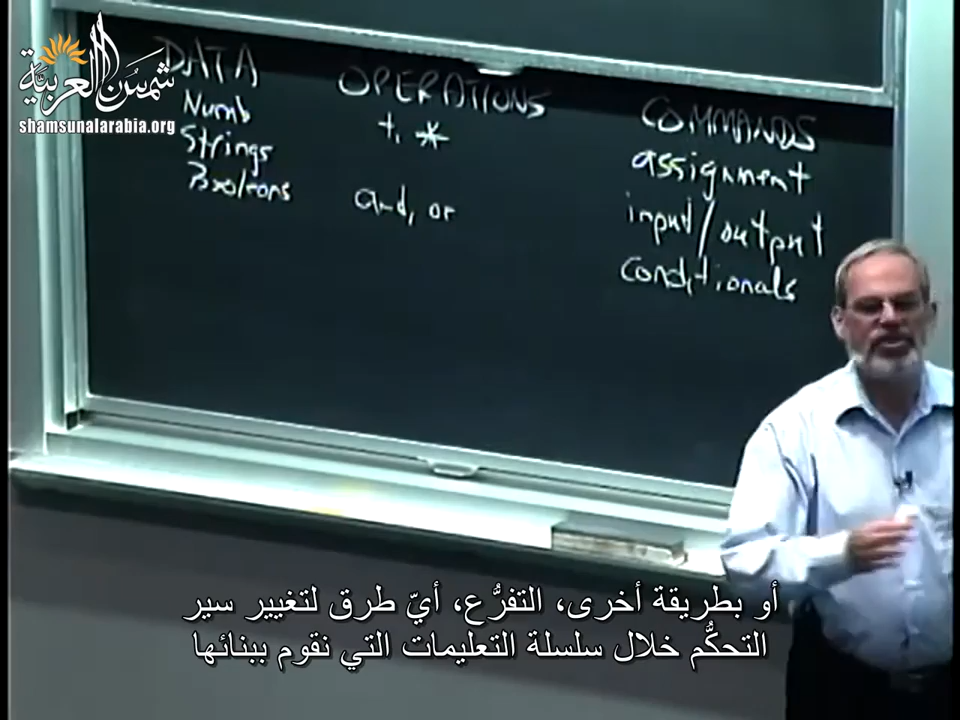 شمس العربية
shamsunalarabia.org
DATA
Numb
Strings
Booleans
OPERATIONS
+, *
and, or
COMMANDS
assignment
input/output
conditionals
أو بطريقة أخرى، التفرُّع، أيّ طرق لتغيير سير
التحكُّم خلال سلسلة التعليمات التي نقوم ببنائها